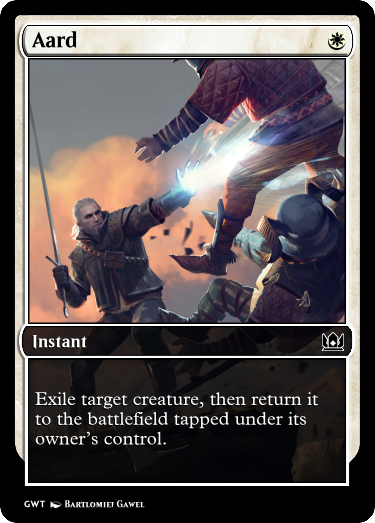 Aard
Instant
Exile target creature, then return it
to the battlefield tapped under its
owner's control.
GWT BARTLOMIEJ GAWEL